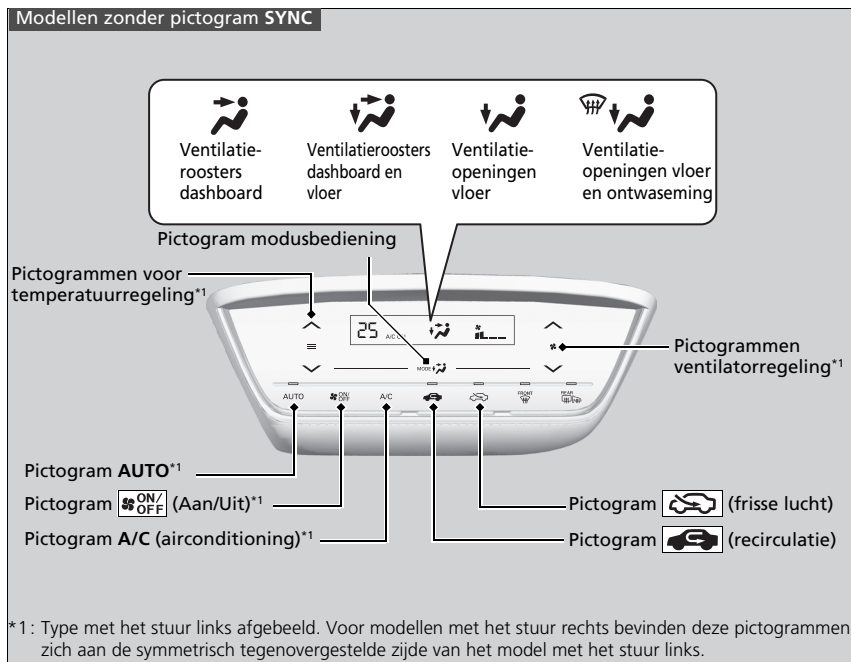 Modellen zonder pictogram SYNC
Ventilatie-
roosters
dashboard
Ventilatieroosters
dashboard en
vloer
Ventilatie-
openingen
vloer
Ventilatie-
openingen vloer
en ontwaseming
Pictogram modusbediening
Pictogrammen voor
temperatuurregeling*1
25 A/C
MODE
Pictogrammen
ventilatorregeling*1
AUTO ON/OFF A/C FRONT REAR
Pictogram AUTO*1
Pictogram ON/OFF (Aan/Uit)*1
Pictogram A/C (airconditioning)*1
Pictogram (frisse lucht)
Pictogram (recirculatie)
*1: Type met het stuur links afgebeeld. Voor modellen met het stuur rechts bevinden deze pictogrammen
zich aan de symmetrisch tegenovergestelde zijde van het model met het stuur links.